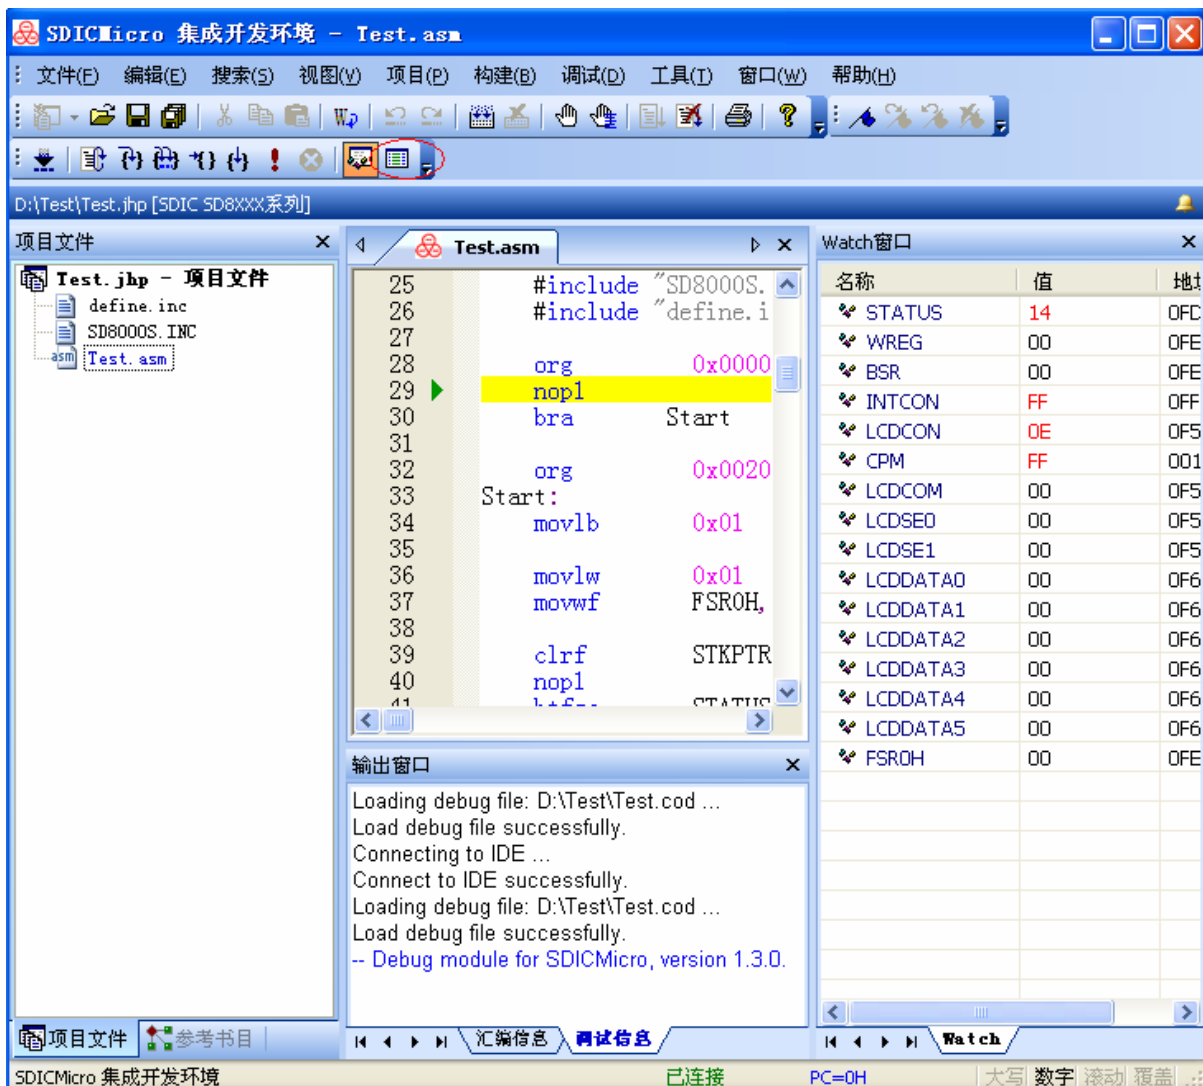 SDICMicro 集成开发环境 - Test.asm
文件(F) 编辑(E) 搜索(S) 视图(V) 项目(P) 构建(B) 调试(D) 工具(T) 窗口(W) 帮助(H)
D:\Test\Test.jhp [SDIC SD8XXX系列]
项目文件
Test.jhp - 项目文件
define.inc
SD8000S.INC
asm Test.asm
项目文件 参考书目
Test.asm
25 #include "SD8000S.
26 #include "define.i
27
28 org 0x0000
29 nop1
30 bra Start
31
32 org 0x0020
33 Start:
34 movlb 0x01
35
36 movlw 0x01
37 movwf FSR0H,
38
39 clrf STKPTR
40 nop1
41 STATUS
输出窗口
Loading debug file: D:\Test\Test.cod ...
Load debug file successfully.
Connecting to IDE ...
Connect to IDE successfully.
Loading debug file: D:\Test\Test.cod ...
Load debug file successfully.
-- Debug module for SDICMicro, version 1.3.0.
汇编信息 调试信息
Watch窗口
名称 值 地
STATUS 14 0FD
WREG 00 0FE
BSR 00 0FE
INTCON FF 0FF
LCDCON 0E 0F5
CPM FF 001
LCDCOM 00 0F5
LCDSE0 00 0F5
LCDSE1 00 0F5
LCDDATA0 00 0F6
LCDDATA1 00 0F6
LCDDATA2 00 0F6
LCDDATA3 00 0F6
LCDDATA4 00 0F6
LCDDATA5 00 0F6
FSR0H 00 0FE
Watch
SDICMicro 集成开发环境 已连接 PC=0H 大写 数字 滚动 覆盖